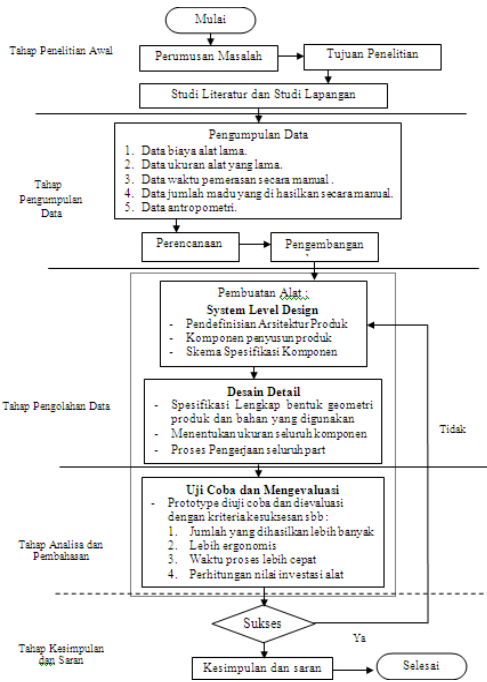 Mulai
Tahap Penelitian Awal
Perumusan Masalah
Tujuan Penelitian
Studi Literatur dan Studi Lapangan
Pengumpulan Data
1. Data biaya alat lama.
2. Data ukuran alat yang lama.
3. Data waktu pemerasan secara manual .
4. Data jumlah madu yang di hasilkan secara manual.
5. Data antropometri.
Tahap
Pengumpulan
Data
Perencanaan
Pengembangan
Pembuatan Alat :
System Level Design
- Pendefinisian Arsitektur Produk
- Komponen penyusun produk
- Skema Spesifikasi Komponen
Tahap Pengolahan Data
Desain Detail
- Spesifikasi Lengkap bentuk geometri
produk dan bahan yang digunakan
- Menentukan ukuran seluruh komponen
- Proses Pengerjaan seluruh part
Tidak
Uji Coba dan Mengevaluasi
- Prototype diuji coba dan dievaluasi
dengan kriteria kesuksesan sbb :
1. Jumlah yang dihasilkan lebih banyak
2. Lebih ergonomis
3. Waktu proses lebih cepat
4. Perhitungan nilai investasi alat
Tahap Analisa dan
Pembahasan
Sukses
Ya
Tahap Kesimpulan
dan Saran
Kesimpulan dan saran
Selesai